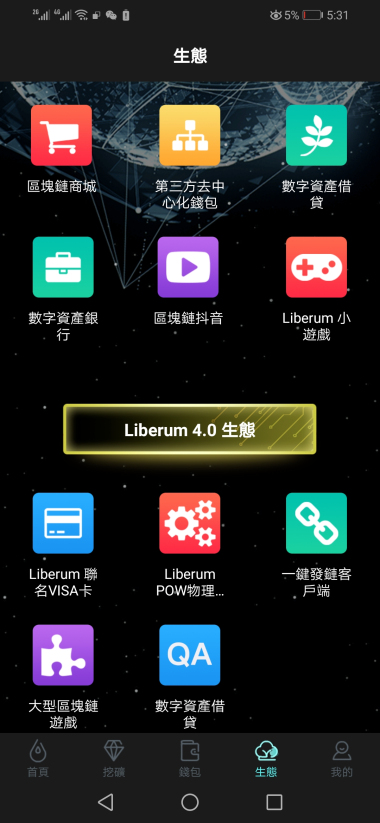 2G 4G 5% 5:31
生態
區塊鏈商城
第三方去中
心化錢包
數字資產借
貸
數字資產銀
行
區塊鏈抖音
Liberum 小
遊戲
Liberum 4.0 生態
Liberum 聯
名VISA卡
Liberum
POW物理...
一鍵發鏈客
戶端
大型區塊鏈
遊戲
QA
數字資產借
貸
首頁
挖礦
錢包
生態
我的